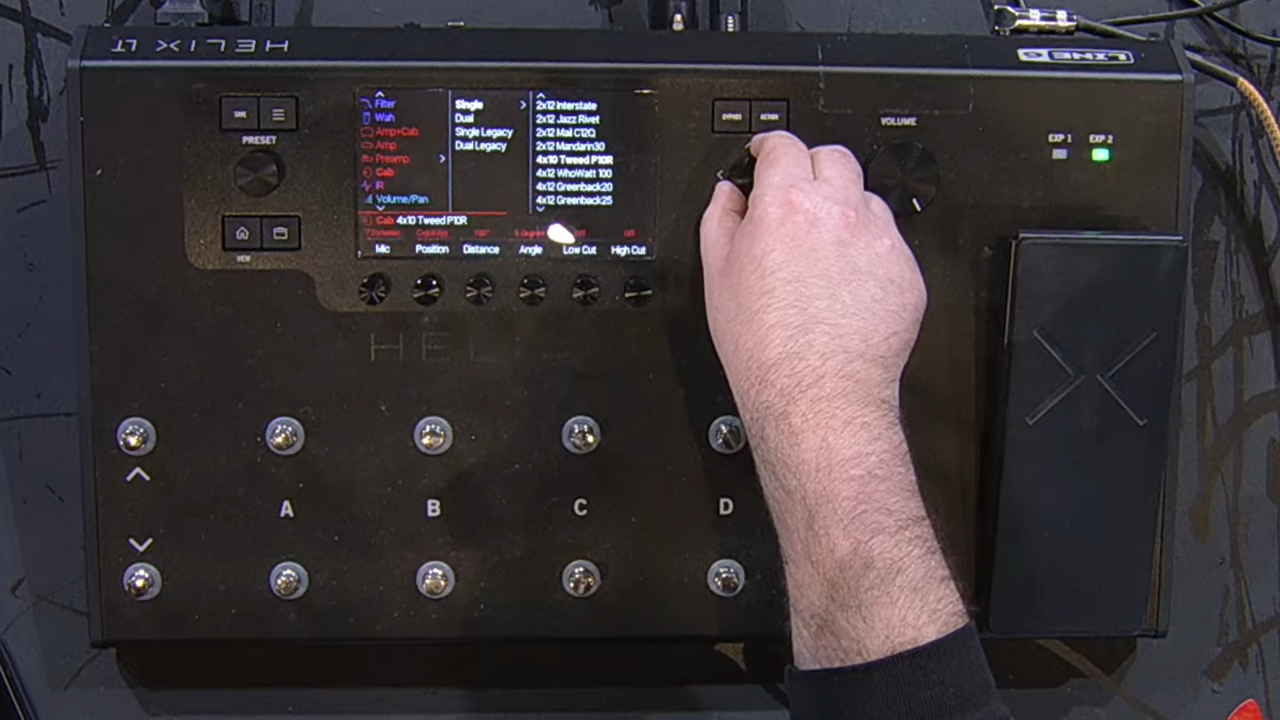 HELIX LT
LINE 6
SAVE
PRESET
VIEW
Filter
Wah
Amp+Cab
Amp
Preamp
Cab
IR
Volume/Pan
Single
Dual
Single Legacy
Dual Legacy
2x12 Interstate
2x12 Jazz Rivet
2x12 Mail C12Q
2x12 Mandarin30
4x10 Tweed P10R
4x12 WhoWatt 100
4x12 Greenback20
4x12 Greenback25
Cab 4x10 Tweed P10R
Mic Position Distance Angle Low Cut High Cut
BYPASS ACTION
VOLUME
EXP 1 EXP 2
HEL
A B C D